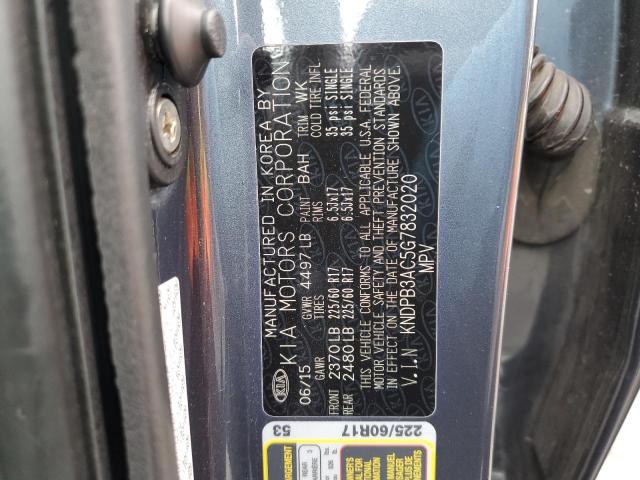 MANUFACTURED IN KOREA BY
KIA MOTORS CORPORATION
06/15 GVWR 4497 LB PAINT BAH TRIM WK
GAWR TIRES RIMS COLD TIRE-INFL
FRONT 2370 LB 225/60 R17 6.5Jx17 35 psi SINGLE
REAR 2480 LB 225/60 R17 6.5Jx17 35 psi SINGLE
THIS VEHICLE CONFORMS TO ALL APPLICABLE U.S.A. FEDERAL
MOTOR VEHICLE SAFETY AND THEFT PREVENTION STANDARDS
IN EFFECT ON THE DATE OF MANUFACTURE SHOWN ABOVE.
V.I.N KNDPB3AC5G7832020
MPV
KIA
225/60R17
53